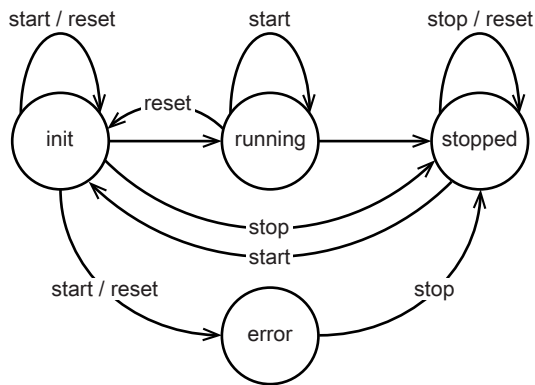 start / reset
start
stop / reset
reset
init
running
stopped
stop
start
start / reset
stop
error